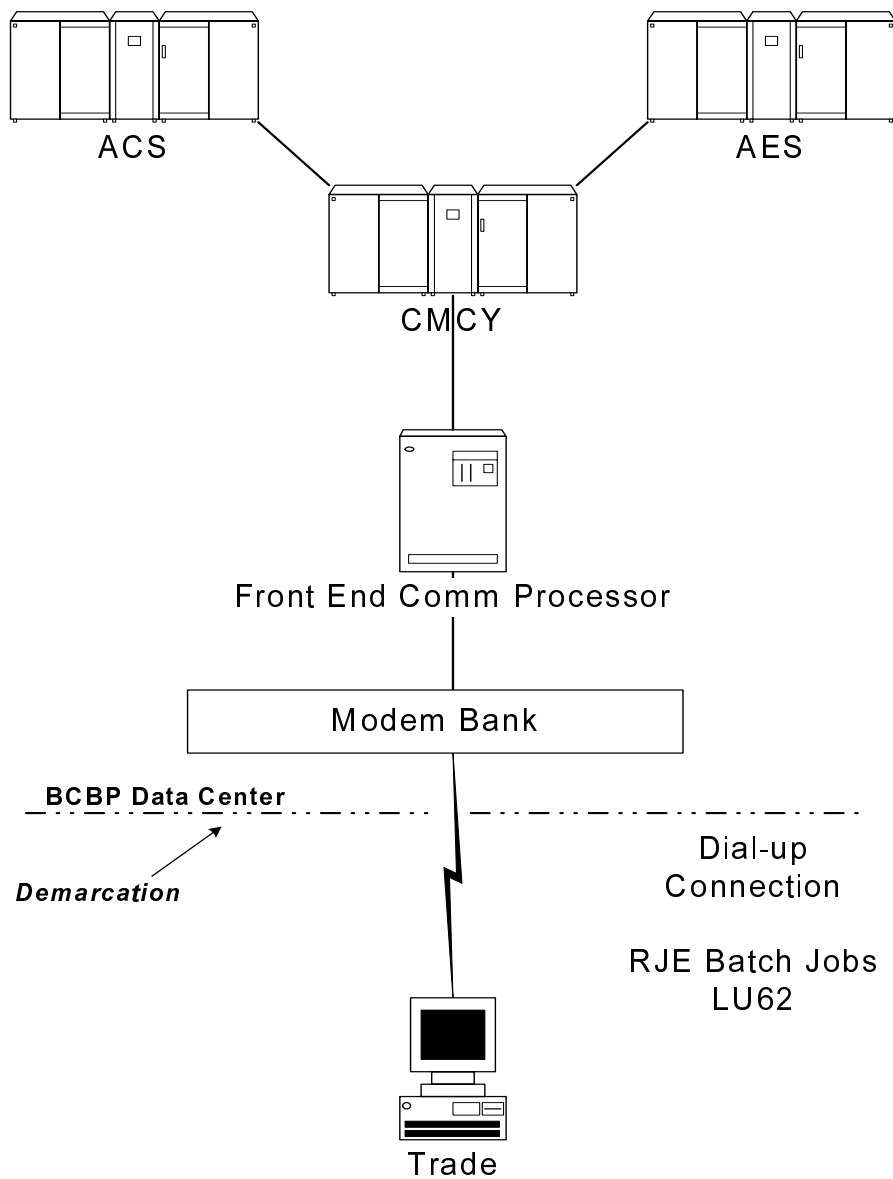 ACS
AES
CMCY
Front End Comm Processor
Modem Bank
BCBP Data Center
Demarcation
Dial-up
Connection
RJE Batch Jobs
LU62
Trade